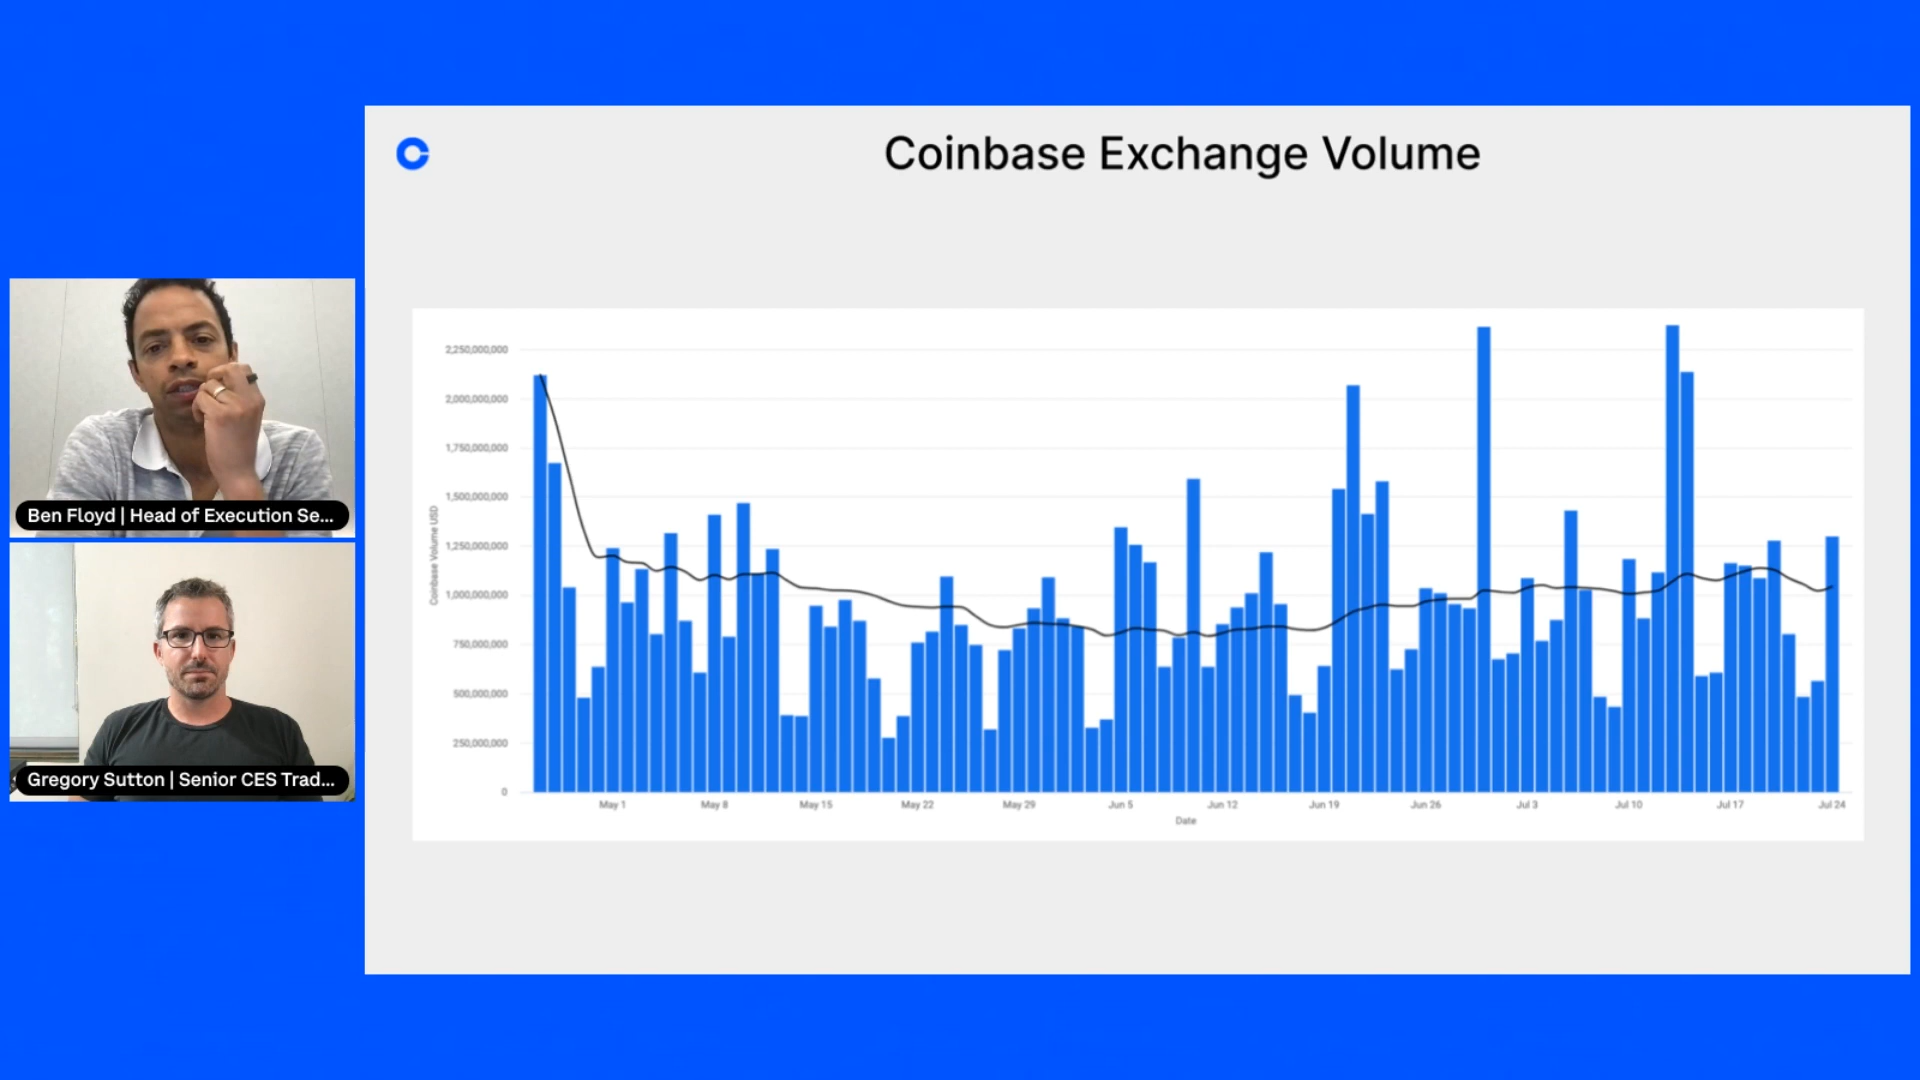 Coinbase Exchange Volume
Ben Floyd | Head of Execution Se...
Gregory Sutton | Senior CES Trad...
Coinbase Volume USD
2,250,000,000
2,000,000,000
1,750,000,000
1,500,000,000
1,250,000,000
1,000,000,000
750,000,000
500,000,000
250,000,000
0
May 1 May 8 May 15 May 22 May 29 Jun 5 Jun 12 Jun 19 Jun 26 Jul 3 Jul 10 Jul 17 Jul 24
Date